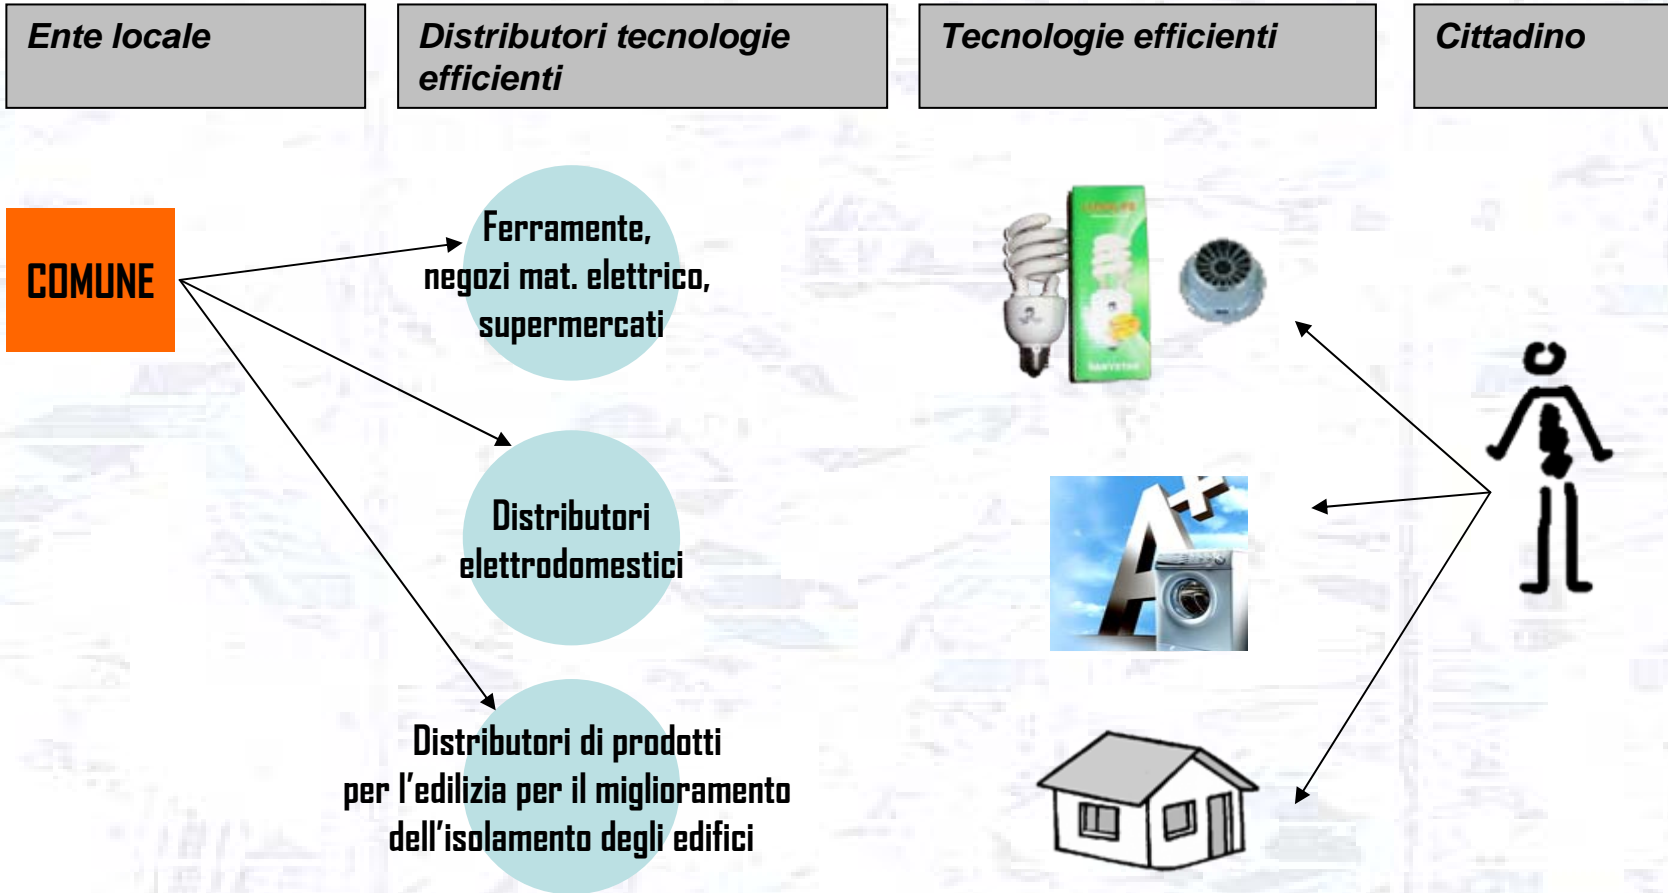 Ente locale
Distributori tecnologie
efficienti
Tecnologie efficienti
Cittadino
COMUNE
Ferramente,
negozi mat. elettrico,
supermercati
Distributori
elettrodomestici
Distributori di prodotti
per l'edilizia per il miglioramento
dell'isolamento degli edifici
A+